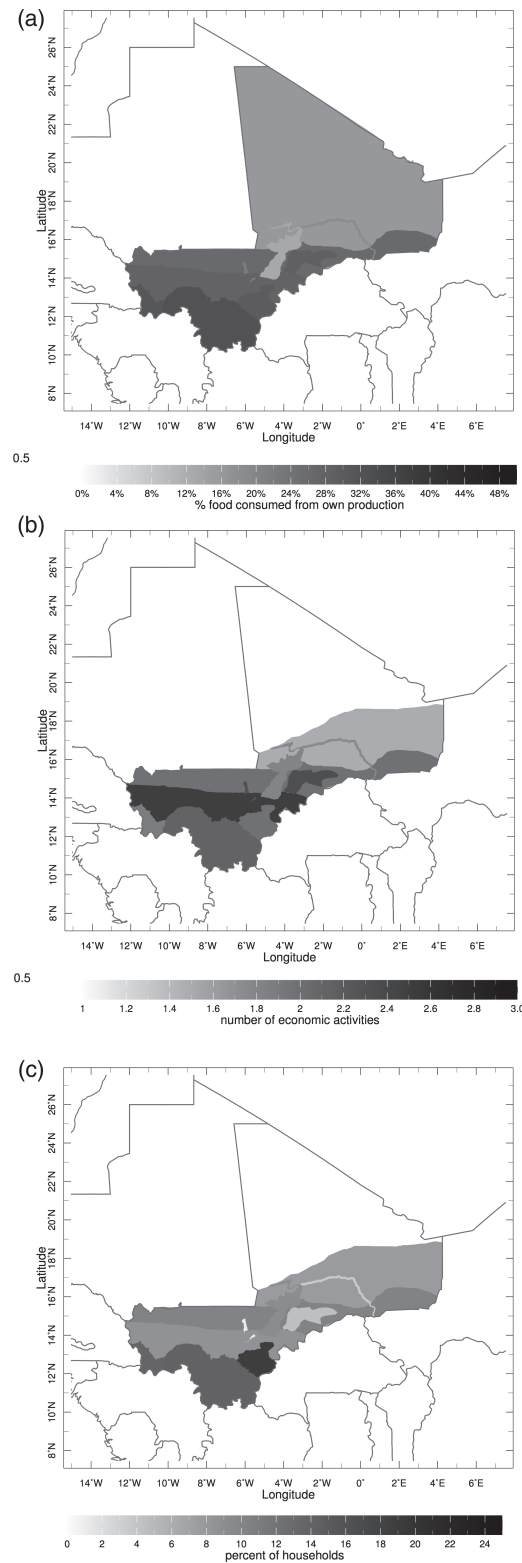 (a)
26°N
24°N
22°N
20°N
18°N
16°N
14°N
12°N
10°N
8°N
Latitude
14°W 12°W 10°W 8°W 6°W 4°W 2°W 0° 2°E 4°E 6°E
Longitude
0.5
0% 4% 8% 12% 16% 20% 24% 28% 32% 36% 40% 44% 48%
% food consumed from own production
(b)
26°N
24°N
22°N
20°N
18°N
16°N
14°N
12°N
10°N
8°N
Latitude
14°W 12°W 10°W 8°W 6°W 4°W 2°W 0° 2°E 4°E 6°E
Longitude
0.5
1 1.2 1.4 1.6 1.8 2 2.2 2.4 2.6 2.8 3.0
number of economic activities
(c)
26°N
24°N
22°N
20°N
18°N
16°N
14°N
12°N
10°N
8°N
Latitude
14°W 12°W 10°W 8°W 6°W 4°W 2°W 0° 2°E 4°E 6°E
Longitude
0 2 4 6 8 10 12 14 16 18 20 22 24
percent of households